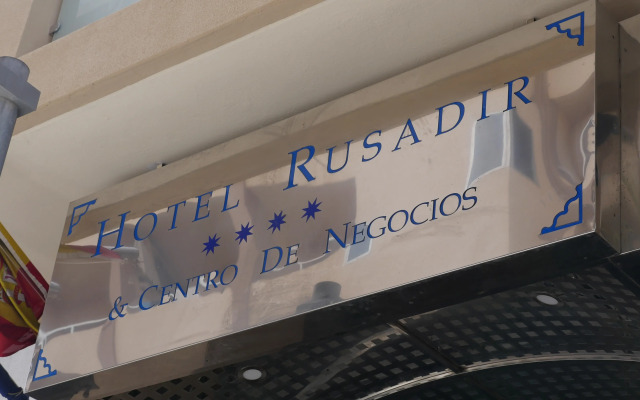 HOTEL RUSADIR
& CENTRO DE NEGOCIOS